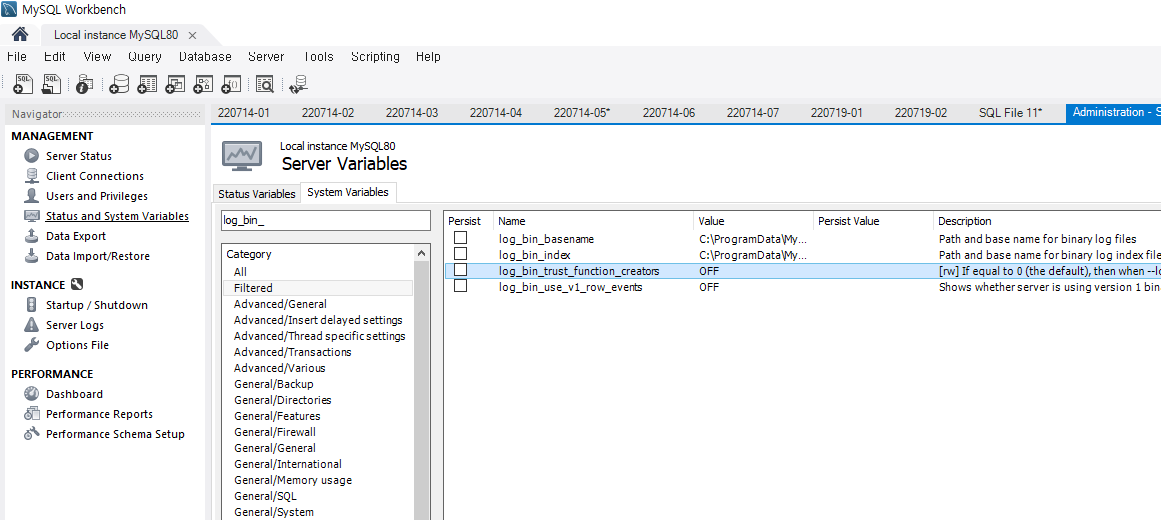 MySQL Workbench
Local instance MySQL80
File Edit View Query Database Server Tools Scripting Help
Navigator
MANAGEMENT
Server Status
Client Connections
Users and Privileges
Status and System Variables
Data Export
Data Import/Restore
INSTANCE
Startup / Shutdown
Server Logs
Options File
PERFORMANCE
Dashboard
Performance Reports
Performance Schema Setup
220714-01 220714-02 220714-03 220714-04 220714-05* 220714-06 220714-07 220719-01 220719-02 SQL File 11* Administration - S
Local instance MySQL80
Server Variables
Status Variables System Variables
log_bin_
Category
All
Filtered
Advanced/General
Advanced/Insert delayed settings
Advanced/Thread specific settings
Advanced/Transactions
Advanced/Various
General/Backup
General/Directories
General/Features
General/Firewall
General/General
General/International
General/Memory usage
General/SQL
General/System
Persist Name Value Persist Value Description
log_bin_basename C:\ProgramData\My... Path and base name for binary log files
log_bin_index C:\ProgramData\My... Path and base name for binary log index file
log_bin_trust_function_creators OFF [rw] If equal to 0 (the default), then when --lo
log_bin_use_v1_row_events OFF Shows whether server is using version 1 bina